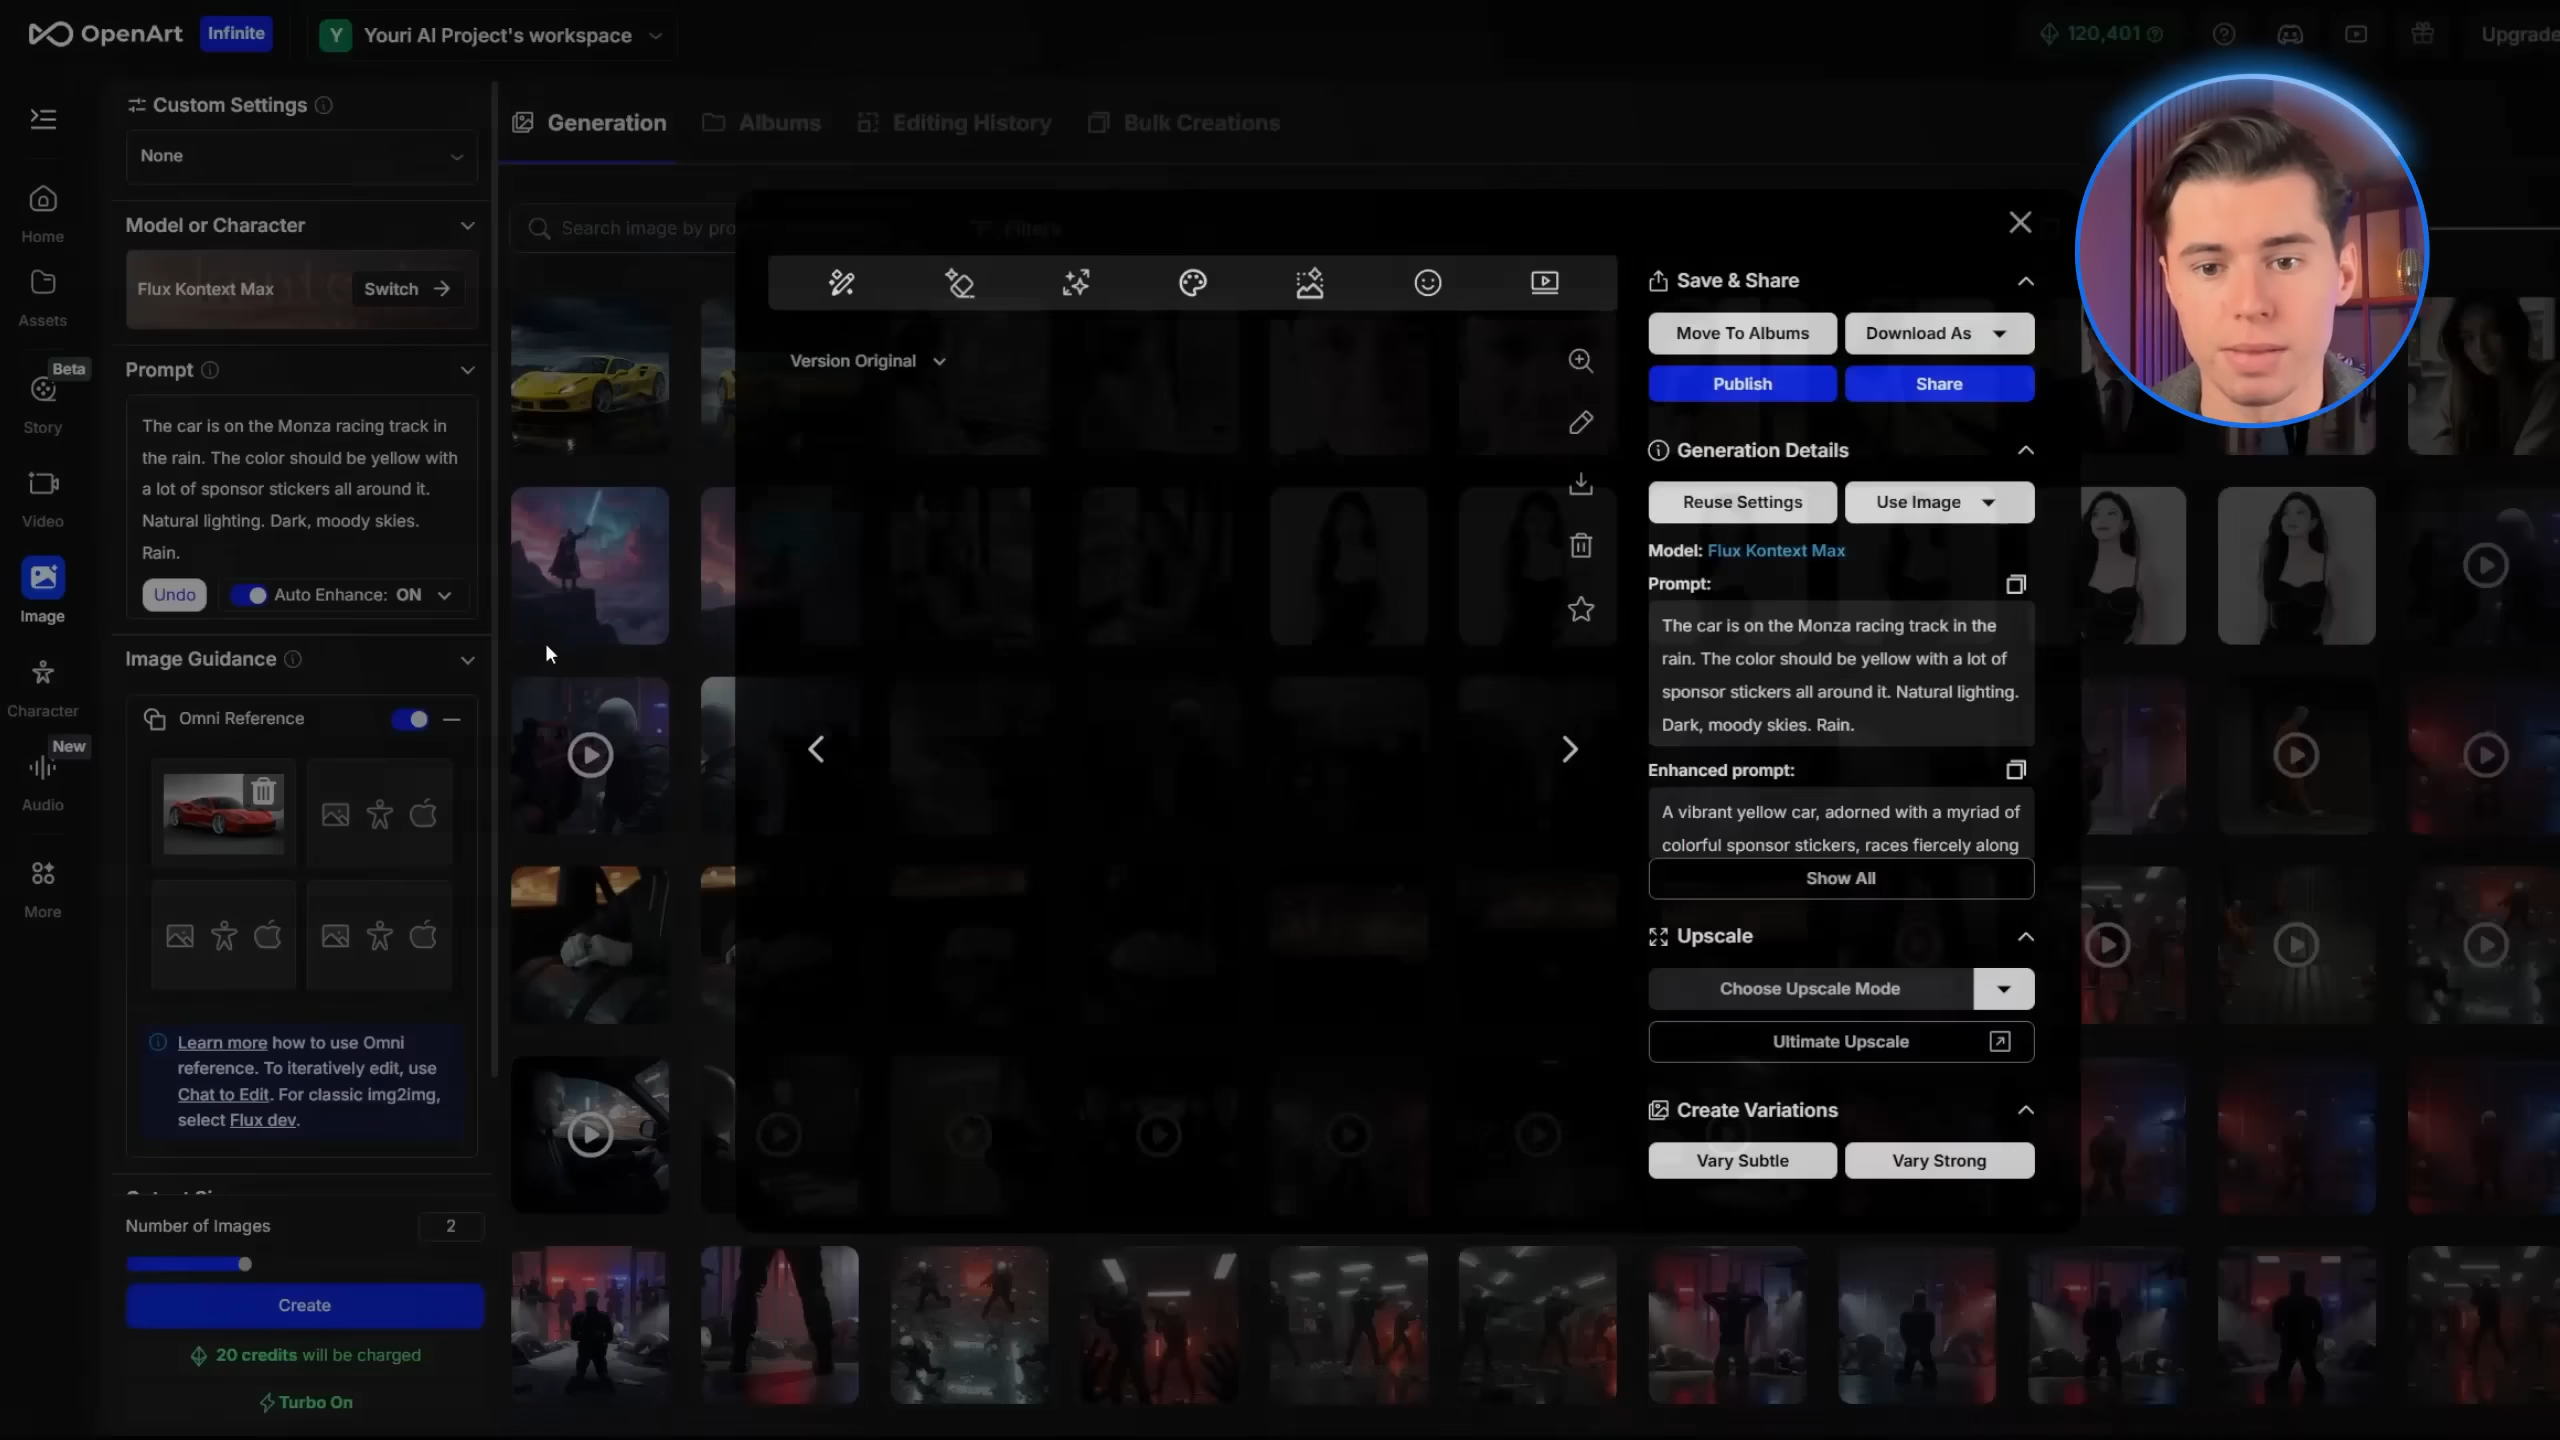 OpenArt
Infinite
Y
Youri AI Project's workspace
120,401
Upgrade
Custom Settings
None
Home
Assets
Beta
Story
Video
Image
Character
New
Audio
More
Model or Character
Flux Kontext Max
Switch
Prompt
The car is on the Monza racing track in
the rain. The color should be yellow with
a lot of sponsor stickers all around it.
Natural lighting. Dark, moody skies.
Rain.
Undo
Auto Enhance: ON
Image Guidance
Omni Reference
Learn more how to use Omni
reference. To iteratively edit, use
Chat to Edit. For classic img2img,
select Flux dev.
Number of Images
2
Create
20 credits will be charged
Turbo On
Generation
Albums
Editing History
Bulk Creations
Search image by pro
Filters
Version Original
Save & Share
Move To Albums
Download As
Publish
Share
Generation Details
Reuse Settings
Use Image
Model: Flux Kontext Max
Prompt:
The car is on the Monza racing track in the
rain. The color should be yellow with a lot of
sponsor stickers all around it. Natural lighting.
Dark, moody skies. Rain.
Enhanced prompt:
A vibrant yellow car, adorned with a myriad of
colorful sponsor stickers, races fiercely along
Show All
Upscale
Choose Upscale Mode
Ultimate Upscale
Create Variations
Vary Subtle
Vary Strong